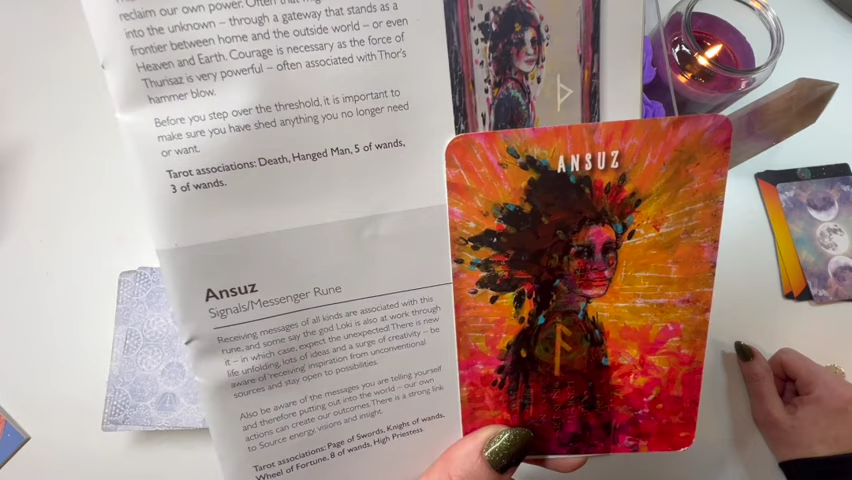 reclaim our own power. Often
into the unknown – through a gateway that stands as a
frontier between home and the outside world – or even
Heaven and Earth. Courage is necessary as the force of
Thurisaz is very powerful – often associated with Thor's
hammer blow.
Before you step over the threshold, it is important to
make sure you have shed anything you no longer need
or want.
Tarot associations: Death, Hanged Man, 5 of wands,
3 of wands.
Ansuz
Signals/Messenger Rune
Receiving messages of all kinds are associated with this
rune, and some say the god Loki is also at work through
it – in which case, expect the unexpected! There is new
life unfolding, lots of ideas and a surge of creativity – be
aware of 'receiving' inspiration from unconventional
sources and stay open to possibilities.
Also be aware of the messages you are telling yourself
and therefore putting out into the world – our own
actions can create our outcomes. There is a strong link
to Source energy, visions and insight.
Tarot associations: Page of Swords, Knight of wands,
Wheel of Fortune, 8 of wands, High Priestess.
ᚦ
ANSUZ
ᚨ